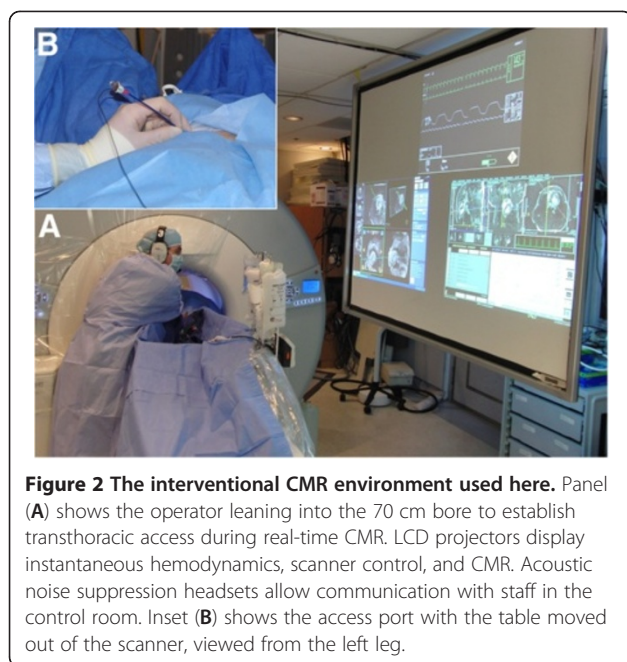 B
A
Figure 2 The interventional CMR environment used here. Panel
(A) shows the operator leaning into the 70 cm bore to establish
transthoracic access during real-time CMR. LCD projectors display
instantaneous hemodynamics, scanner control, and CMR. Acoustic
noise suppression headsets allow communication with staff in the
control room. Inset (B) shows the access port with the table moved
out of the scanner, viewed from the left leg.